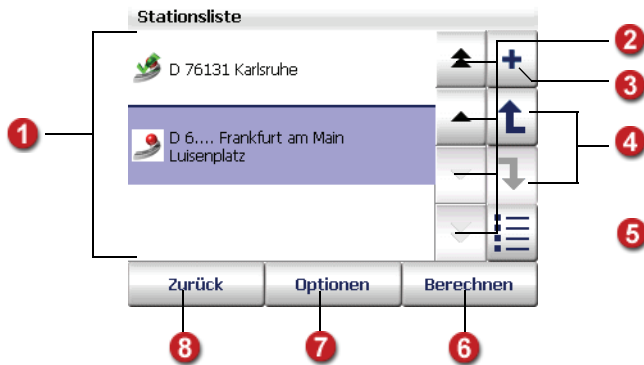 Stationsliste
D 76131 Karlsruhe
D 6.... Frankfurt am Main
Luisenplatz
Zurück
Optionen
Berechnen
1
2
3
4
5
6
7
8